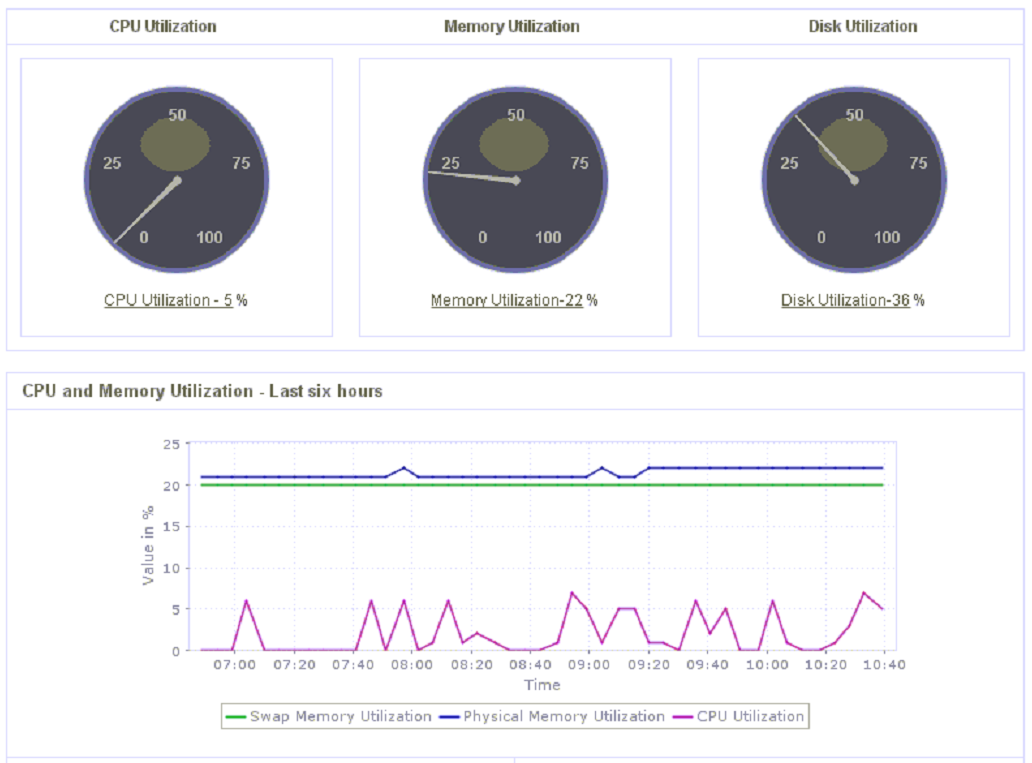 CPU Utilization Memory Utilization Disk Utilization
50 50 50
25 75 25 75 25 75
0 100 0 100 0 100
CPU Utilization - 5 % Memory Utilization-22 % Disk Utilization-36 %
CPU and Memory Utilization - Last six hours
25
20
15
10
5
0
Value in %
07:00 07:20 07:40 08:00 08:20 08:40 09:00 09:20 09:40 10:00 10:20 10:40
Time
Swap Memory Utilization Physical Memory Utilization CPU Utilization